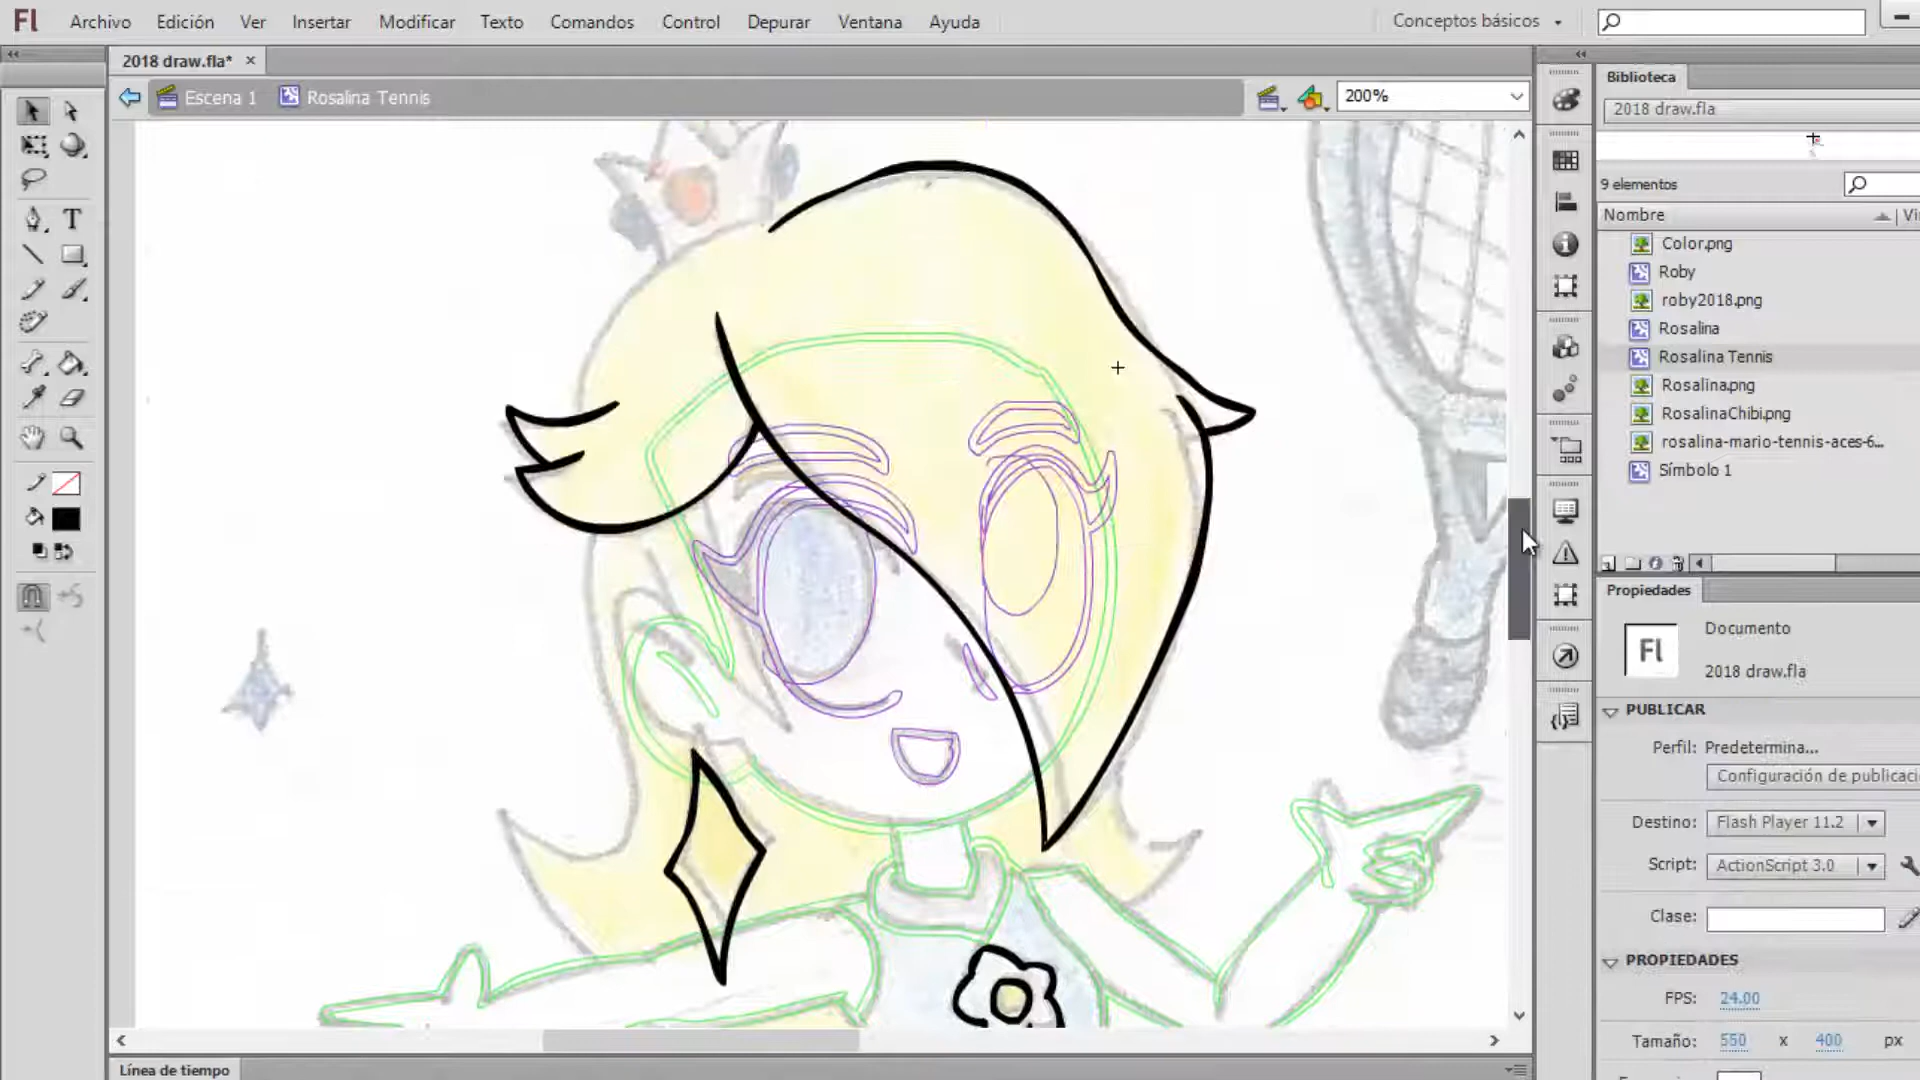 Fl Archivo Edición Ver Insertar Modificar Texto Comandos Control Depurar Ventana Ayuda Conceptos básicos
2018 draw.fla* ×
Escena 1 Rosalina Tennis 200%
T
Biblioteca
2018 draw.fla
9 elementos
Nombre Vi
Color.png
Roby
roby2018.png
Rosalina
Rosalina Tennis
Rosalina.png
RosalinaChibi.png
rosalina-mario-tennis-aces-6...
Símbolo 1
Propiedades
Fl Documento
2018 draw.fla
PUBLICAR
Perfil: Predetermina...
Configuración de publicaci
Destino: Flash Player 11.2
Script: ActionScript 3.0
Clase:
PROPIEDADES
FPS: 24.00
Tamaño: 550 x 400 px
Línea de tiempo